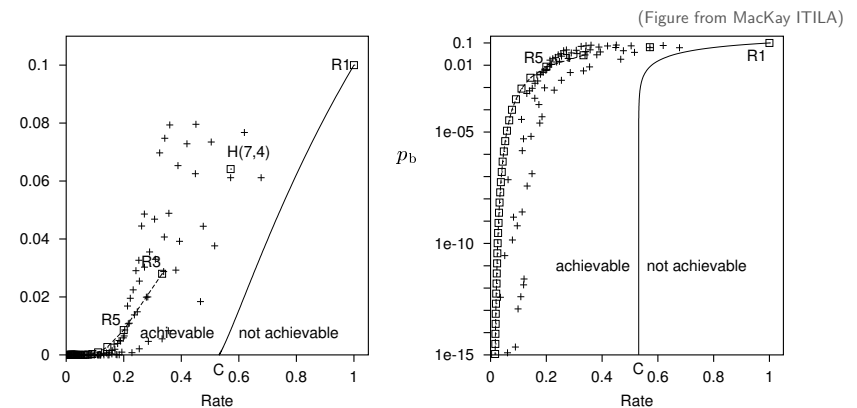 (Figure from MacKay ITILA)
0.1
0.08
0.06
0.04
0.02
0
R1
H(7,4)
R3
R5
achievable
not achievable
0
0.2
0.4
C
0.6
0.8
1
Rate
p_b
0.1
0.01
1e-05
1e-10
1e-15
R5
R1
achievable
not achievable
0
0.2
0.4
C
0.6
0.8
1
Rate